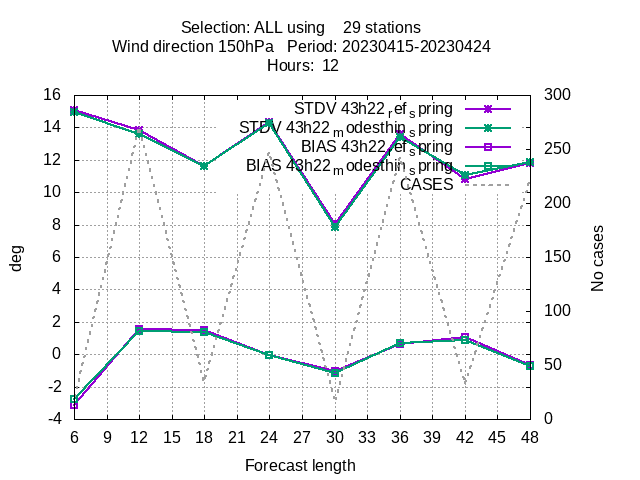 Selection: ALL using    29 stations
Wind direction 150hPa   Period: 20230415-20230424
Hours:  12
STDV 43h22_ref_spring
STDV 43h22_modesthin_spring
BIAS 43h22_ref_spring
BIAS 43h22_modesthin_spring
CASES
16
14
12
10
8
6
4
2
0
-2
-4
deg
300
250
200
150
100
50
0
No cases
6 9 12 15 18 21 24 27 30 33 36 39 42 45 48
Forecast length